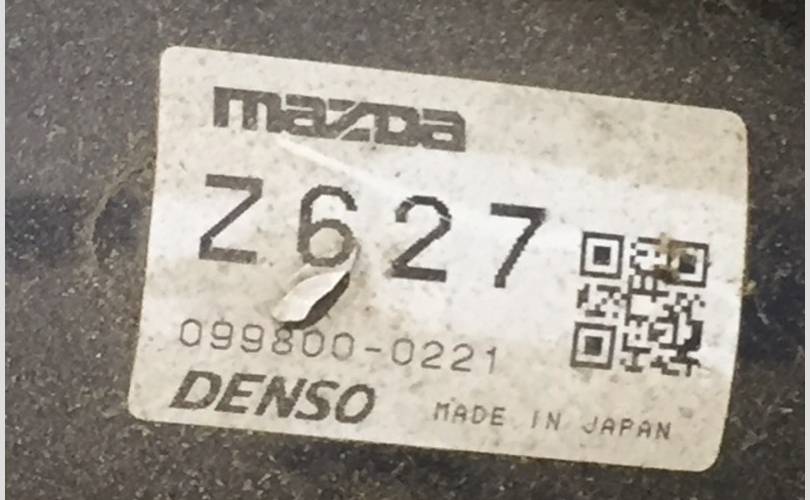 mazda
Z627
099800-0221
DENSO
MADE IN JAPAN